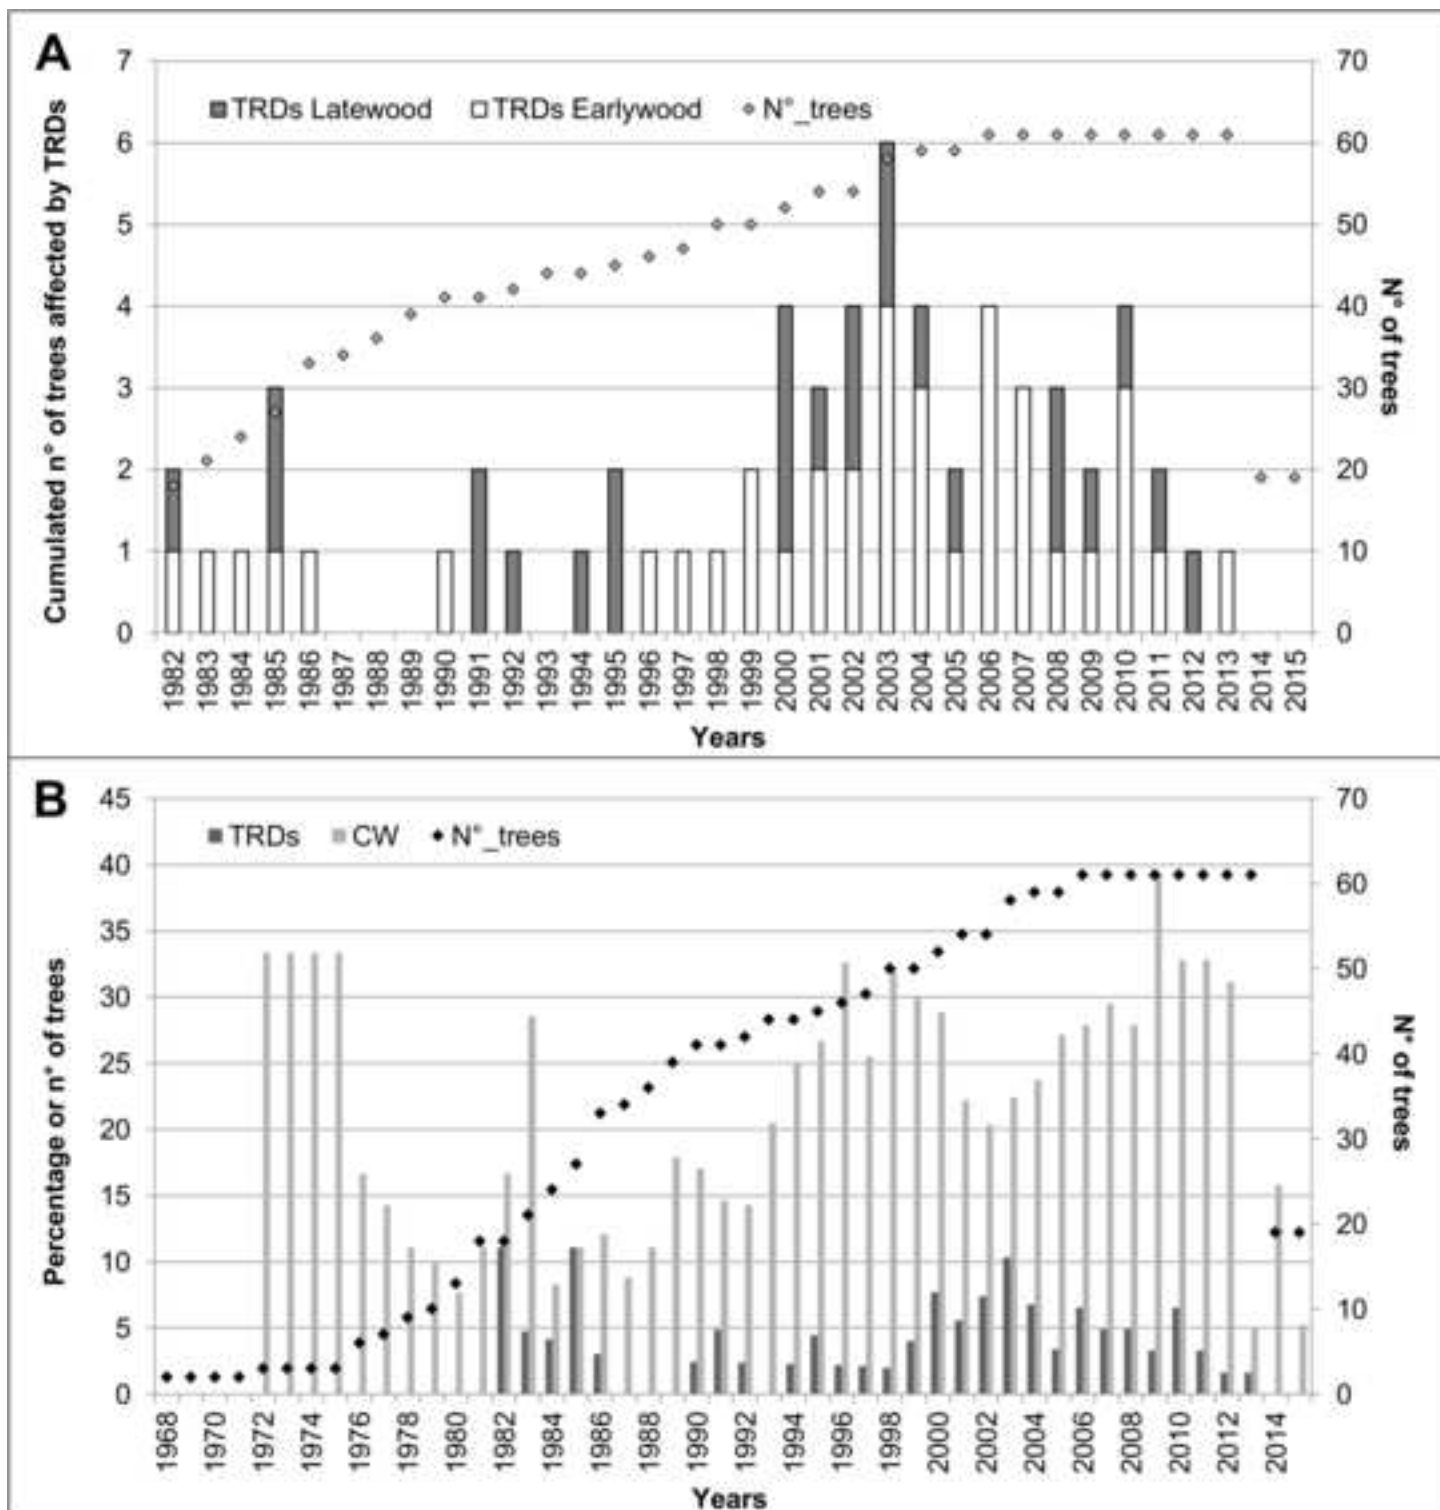 A
7 70
TRDs Latewood TRDs Earlywood N°_trees
6 60
5 50
4 40
3 30
2 20
1 10
0 0
Cumulated n° of trees affected by TRDs
N° of trees
1982 1983 1984 1985 1986 1987 1988 1989 1990 1991 1992 1993 1994 1995 1996 1997 1998 1999 2000 2001 2002 2003 2004 2005 2006 2007 2008 2009 2010 2011 2012 2013 2014 2015
Years
B
45 70
TRDs CW N°_trees
40
60
35
50
30
25 40
20
30
15
20
10
10
5
0 0
Percentage or n° of trees
N° of trees
1968 1970 1972 1974 1976 1978 1980 1982 1984 1986 1988 1990 1992 1994 1996 1998 2000 2002 2004 2006 2008 2010 2012 2014
Years